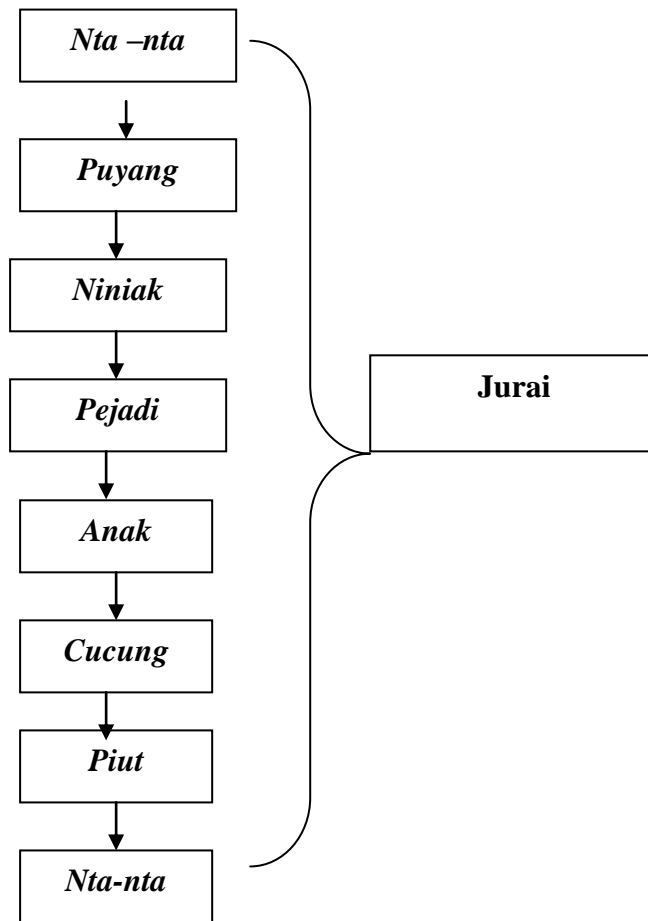 Nta –nta
Puyang
Niniak
Pejadi
Jurai
Anak
Cucung
Piut
Nta-nta